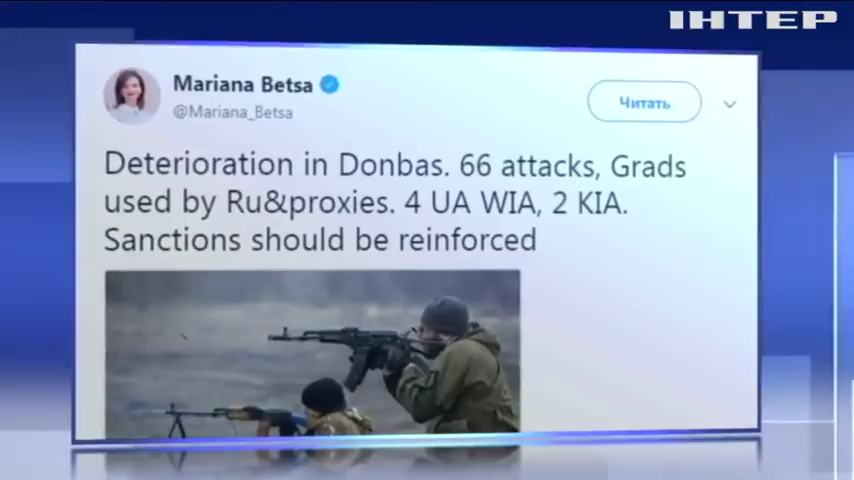 ІНТЕР
Mariana Betsa
@Mariana_Betsa
Читать
Deterioration in Donbas. 66 attacks, Grads
used by Ru&proxies. 4 UA WIA, 2 KIA.
Sanctions should be reinforced